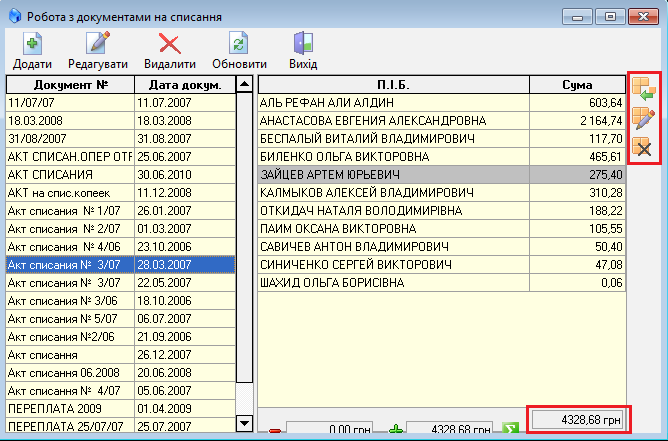 Робота з документами на списання
Додати Редагувати Видалити Обновити Вихід
Документ № Дата докум.
11/07/07 11.07.2007
18.03.2008 18.03.2008
31/08/2007 31.08.2007
АКТ СПИСАН.ОПЕР ОТР 25.06.2007
АКТ СПИСАНИЯ 30.06.2010
АКТ на спис.копеек 11.12.2008
Акт списания № 1/07 26.01.2007
Акт списания № 2/07 01.03.2007
Акт списания № 4/06 23.10.2006
Акт списания № 3/07 28.03.2007
Акт списания № 3/07 22.05.2007
Акт списания №3/06 18.10.2006
Акт списания №5/07 06.07.2007
Акт списания №2/06 21.09.2006
Акт списания 26.12.2007
Акт списания 06.2008 20.06.2008
Акт списания № 4/07 05.06.2007
ПЕРЕПЛАТА 2009 01.04.2009
ПЕРЕПЛАТА 25/07/07 25.07.2007
П.І.Б. Сума
АЛЬ РЕФАН АЛИ АЛДИН 603,64
АНАСТАСОВА ЕВГЕНИЯ АЛЕКСАНДРОВНА 2 164,74
БЕСПАЛЫЙ ВИТАЛИЙ ВЛАДИМИРОВИЧ 117,70
БИЛЕНКО ОЛЬГА ВИКТОРОВНА 465,61
ЗАЙЦЕВ АРТЕМ ЮРЬЕВИЧ 275,40
КАЛМЫКОВ АЛЕКСЕЙ ВЛАДИМИРОВИЧ 310,28
ОТКИДАЧ НАТАЛЯ ВОЛОДИМИРІВНА 188,22
ПАИМ ОКСАНА ВИКТОРОВНА 105,55
САВИЧЕВ АНТОН ВЛАДИМИРОВИЧ 50,40
СИНИЧЕНКО СЕРГЕЙ ВИКТОРОВИЧ 47,08
ШАХИД ОЛЬГА БОРИСІВНА 0,06
0,00 грн 4328,68 грн 4328,68 грн